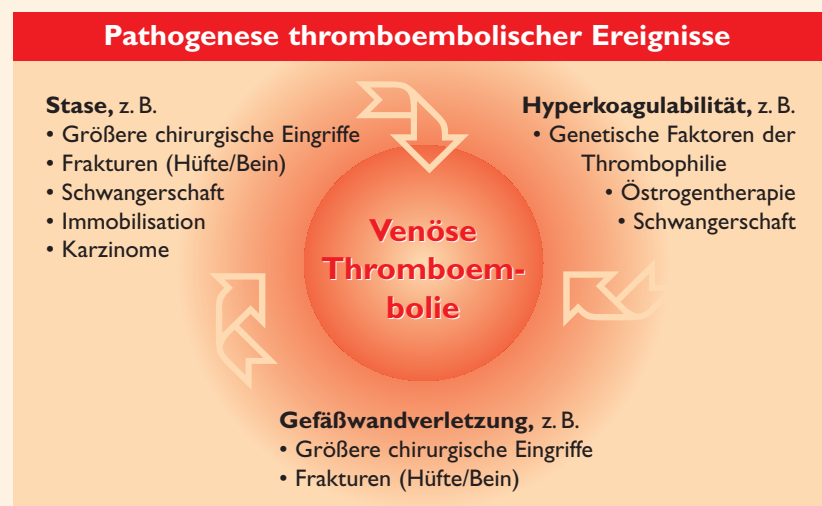 Pathogenese thromboembolischer Ereignisse
Stase, z. B.
• Größere chirurgische Eingriffe
• Frakturen (Hüfte/Bein)
• Schwangerschaft
• Immobilisation
• Karzinome
Hyperkoagulabilität, z. B.
• Genetische Faktoren der
Thrombophilie
• Östrogentherapie
• Schwangerschaft
Venöse
Thromboem-
bolie
Gefäßwandverletzung, z. B.
• Größere chirurgische Eingriffe
• Frakturen (Hüfte/Bein)